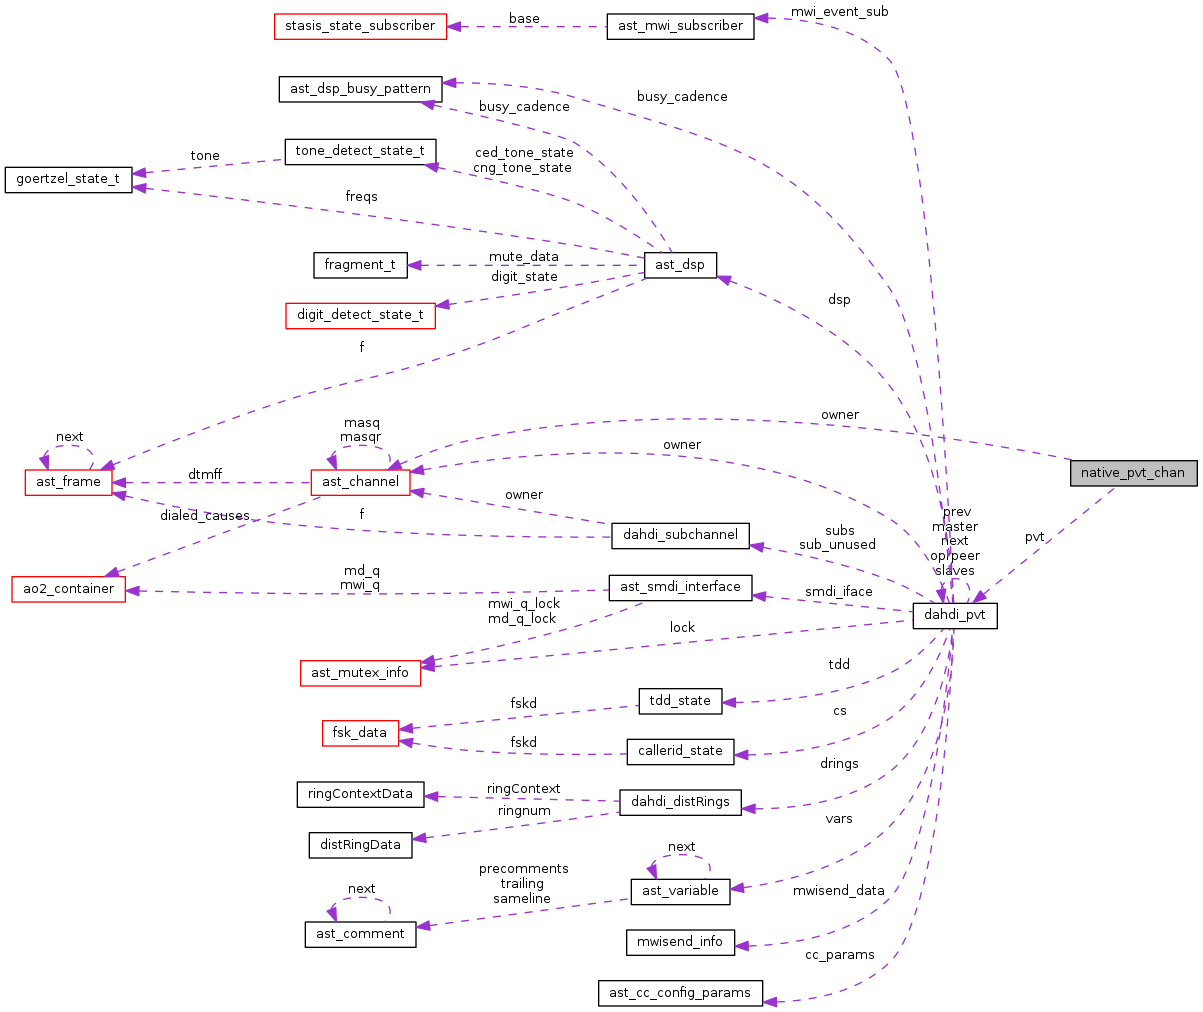 mwi_event_sub
base
stasis_state_subscriber
ast_mwi_subscriber
ast_dsp_busy_pattern
busy_cadence
busy_cadence
tone_detect_state_t
ced_tone_state
cng_tone_state
tone
goertzel_state_t
freqs
fragment_t
mute_data
ast_dsp
digit_state
digit_detect_state_t
dsp
f
owner
masq
masqr
next
owner
ast_frame
dtmff
ast_channel
native_pvt_chan
owner
dialed_causes
f
dahdi_subchannel
subs
sub_unused
prev
master
next
oprpeer
slaves
pvt
md_q
mwi_q
ao2_container
ast_smdi_interface
smdi_iface
mwi_q_lock
md_q_lock
lock
dahdi_pvt
ast_mutex_info
tdd
tdd_state
fskd
fsk_data
cs
fskd
callerid_state
drings
ringContextData
ringContext
dahdi_distRings
ringnum
distRingData
vars
next
precomments
trailing
sameline
ast_variable
next
mwisend_data
ast_comment
mwisend_info
cc_params
ast_cc_config_params